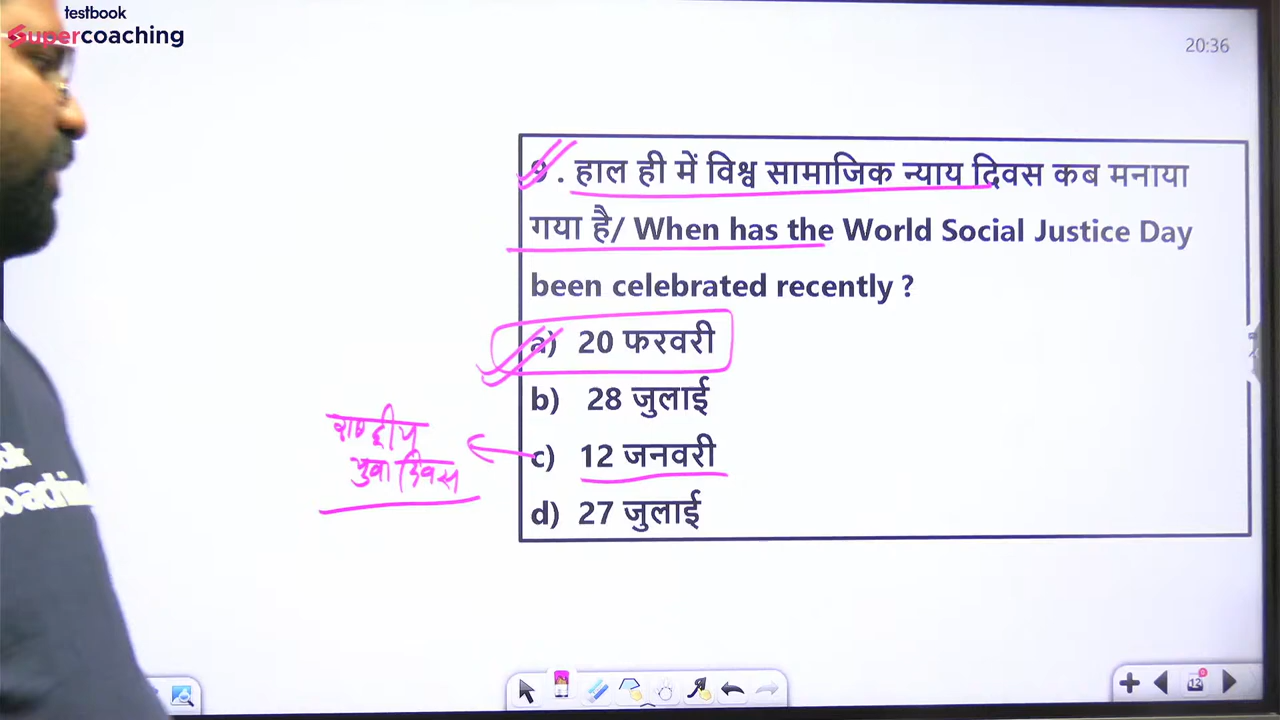 testbook
Supercoaching
20:36
9 . हाल ही में विश्व सामाजिक न्याय दिवस कब मनाया
गया है/ When has the World Social Justice Day
been celebrated recently ?
a) 20 फरवरी
b) 28 जुलाई
राष्ट्रीय
युवा दिवस
c) 12 जनवरी
d) 27 जुलाई
12